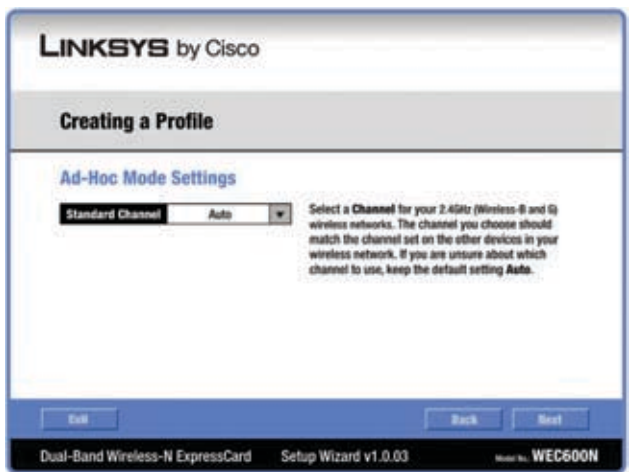 LINKSYS by Cisco
Creating a Profile
Ad-Hoc Mode Settings
Standard Channel Auto
Select a Channel for your 2.4GHz (Wireless-B and G)
wireless networks. The channel you choose should
match the channel set on the other devices in your
wireless network. If you are unsure about which
channel to use, keep the default setting Auto.
Exit Back Next
Dual-Band Wireless-N ExpressCard Setup Wizard v1.0.03 Model No. WEC600N